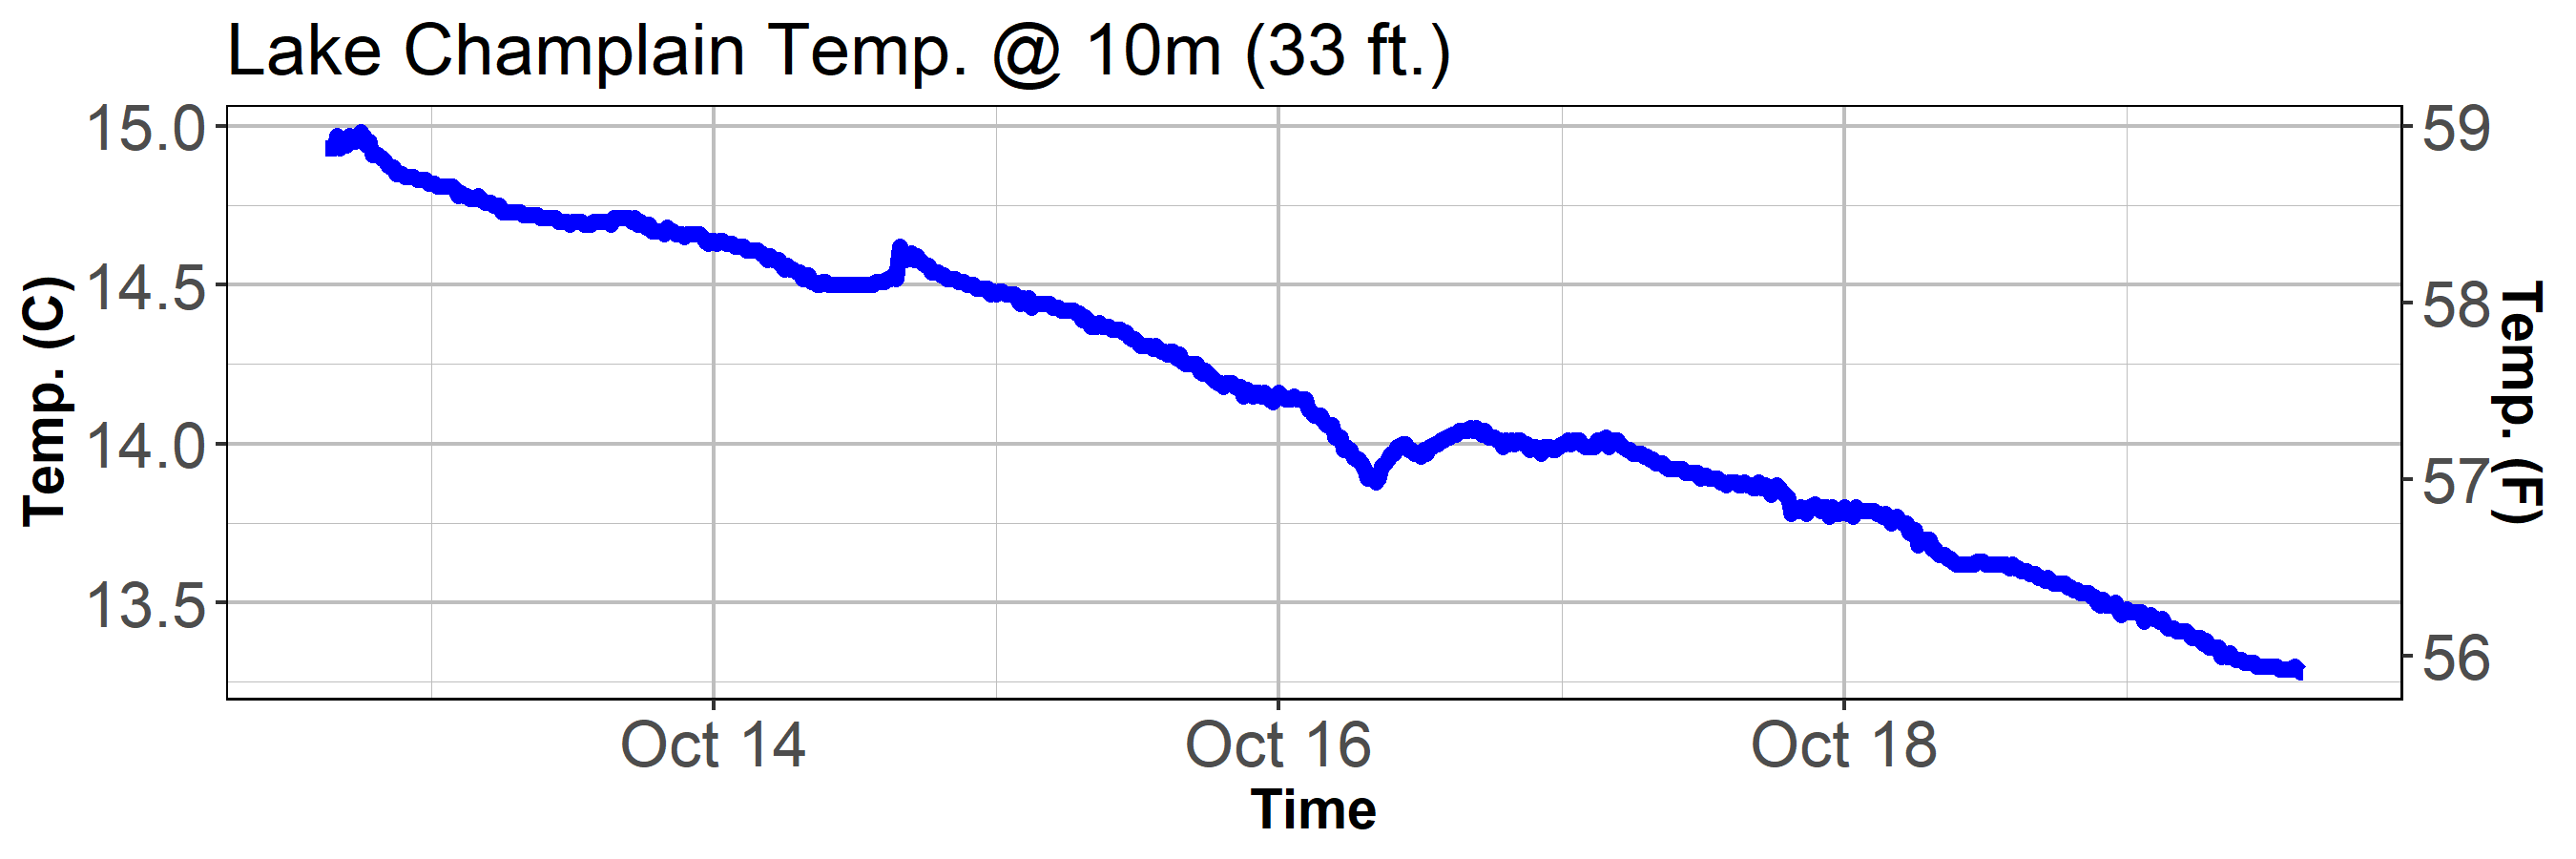 Lake Champlain Temp. @ 10m (33 ft.)
Temp. (C)
15.0
14.5
14.0
13.5
59
58
57
56
Temp. (F)
Oct 14 Oct 16 Oct 18
Time